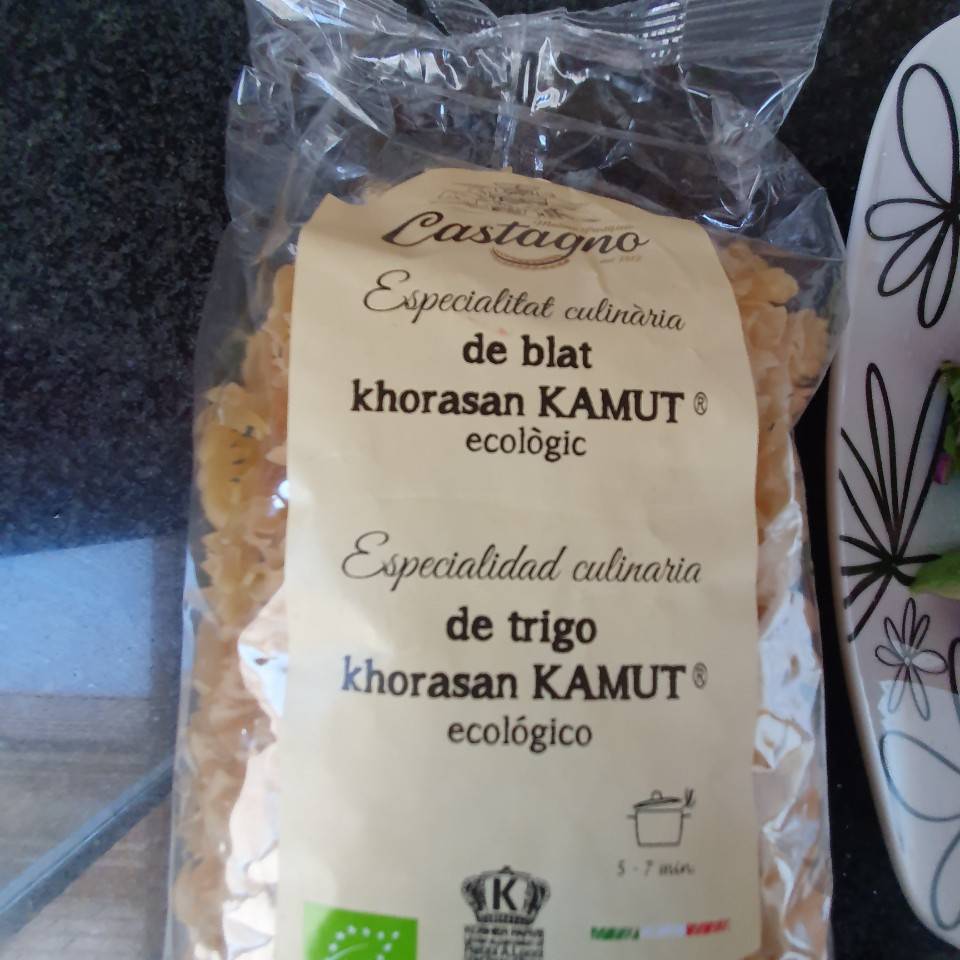 Castagno
Especialitat culinària
de blat
khorasan KAMUT ®
ecològic
Especialidad culinaria
de trigo
khorasan KAMUT ®
ecológico
5 - 7 min.
K